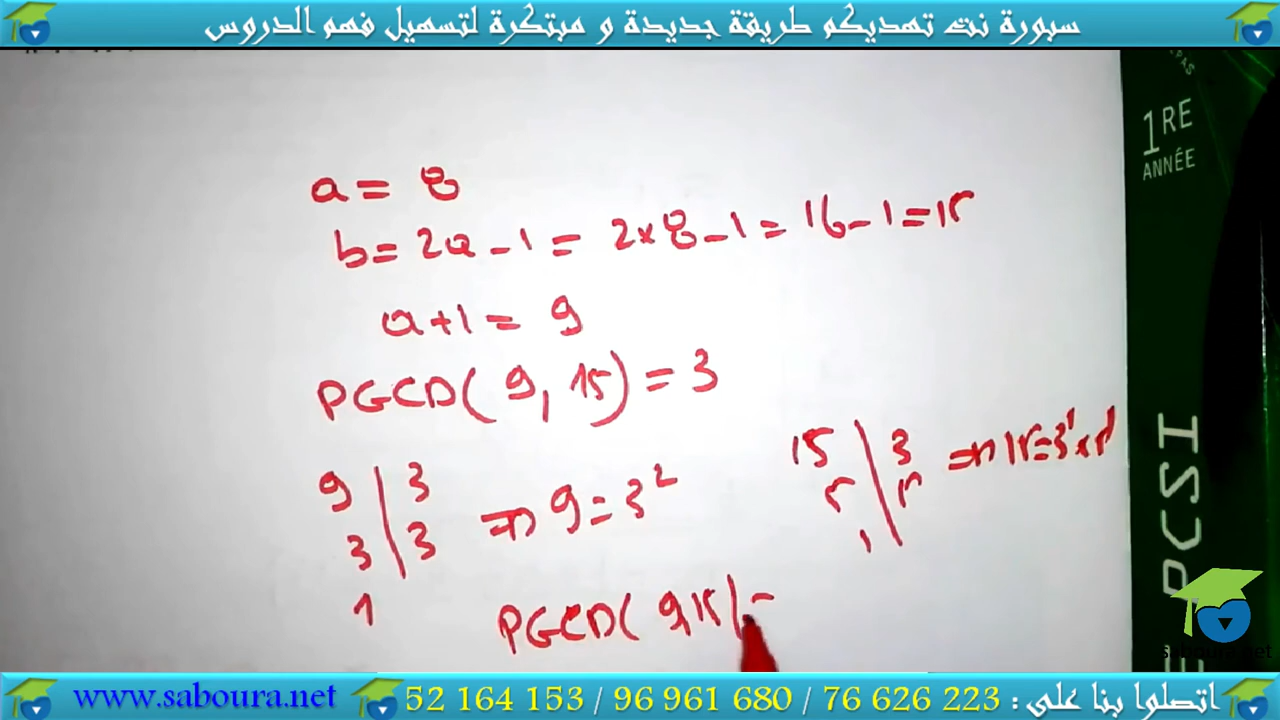 سبورة نت تهديكم طريقة جديدة و مبتكرة لتسهيل فهم الدروس
1RE
ANNÉE
a = 8
b = 2a - 1 = 2 x 8 - 1 = 16 - 1 = 15
a + 1 = 9
PGCD( 9, 15) = 3
9 | 3
3 | 3
1
=> 9 = 3²
15 | 3
5 | 5
1
=> 15 = 3¹ x 5¹
PGCD( 9, 15) =
saboura.net
www.saboura.net
52 164 153 / 96 961 680 / 76 626 223 : اتصلوا بنا على